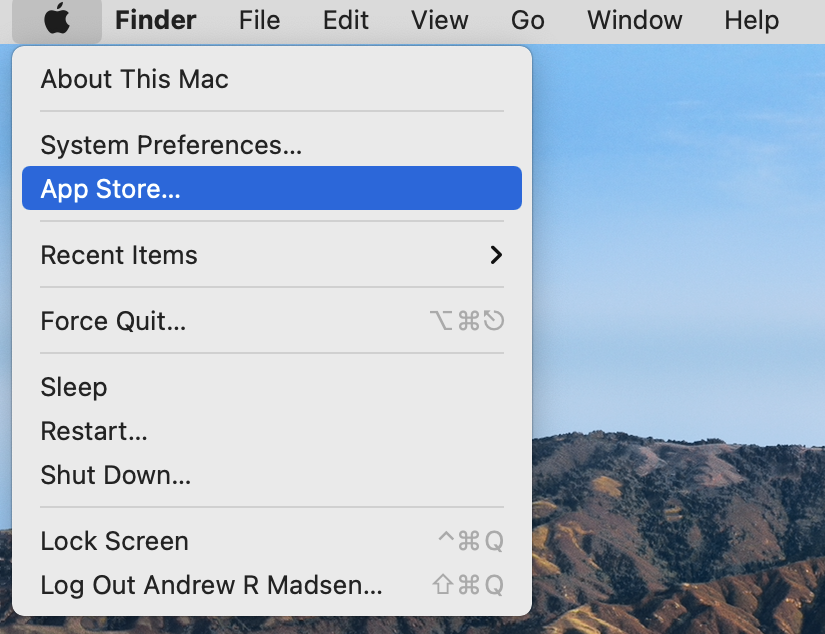 Finder File Edit View Go Window Help
About This Mac
System Preferences...
App Store...
Recent Items
Force Quit... ⌥⌘⎋
Sleep
Restart...
Shut Down...
Lock Screen ^⌘Q
Log Out Andrew R Madsen... ⇧⌘Q